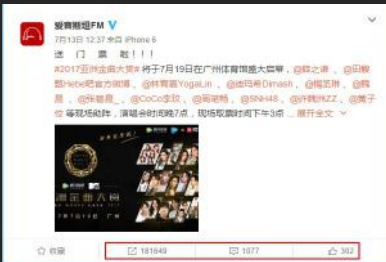 爱音斯坦FM
7月13日 12:37 来自 iPhone 6
送 门 票 啦！！！
#2017亚洲金曲大赏# 将于7月19日在广州体育馆盛大启幕，@薛之谦 、@田馥
甄Hebe吧官方微博 、@林宥嘉YogaLin 、@迪玛希Dimash 、@杨丞琳 、@魏
晨 、@张碧晨_ 、@CoCo李玟 、@周笔畅 、@SNH48 、@许魏洲ZZ 、@黄子
等现场助阵，演唱会时间晚7点，现场取票时间下午3点 ... 展开全文
金曲大赏
收藏
181649
1077
302